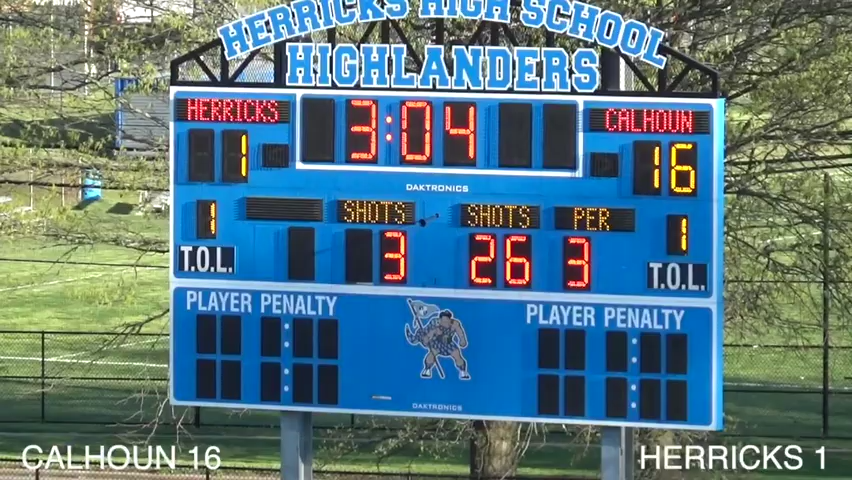 HERRICKS HIGH SCHOOL
HIGHLANDERS
HERRICKS 3:04 CALHOUN
1 16
DAKTRONICS
1 SHOTS SHOTS PER 1
T.O.L. 3 26 3 T.O.L.
PLAYER PENALTY PLAYER PENALTY
DAKTRONICS
CALHOUN 16 HERRICKS 1